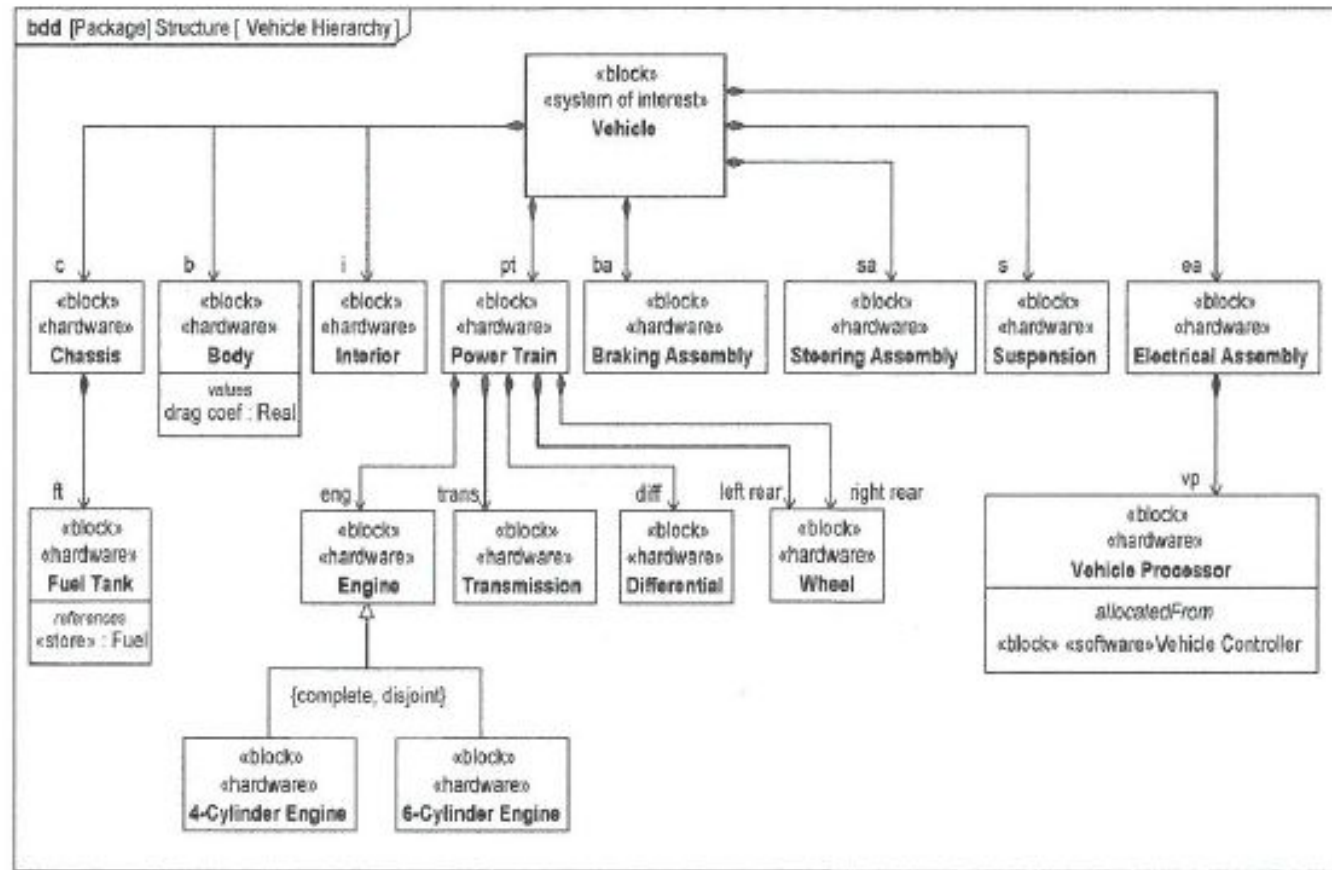 bdd [Package] Structure [ Vehicle Hierarchy ]
«block»
«system of interest»
Vehicle
c
b
i
pt
ba
sa
s
ea
«block»
«hardware»
Chassis
«block»
«hardware»
Body
values
drag coef : Real
«block»
«hardware»
Interior
«block»
«hardware»
Power Train
«block»
«hardware»
Braking Assembly
«block»
«hardware»
Steering Assembly
«block»
«hardware»
Suspension
«block»
«hardware»
Electrical Assembly
ft
eng
trans
diff
left rear
right rear
vp
«block»
«hardware»
Fuel Tank
references
«store» : Fuel
«block»
«hardware»
Engine
«block»
«hardware»
Transmission
«block»
«hardware»
Differential
«block»
«hardware»
Wheel
«block»
«hardware»
Vehicle Processor
allocatedFrom
«block» «software»Vehicle Controller
{complete, disjoint}
«block»
«hardware»
4-Cylinder Engine
«block»
«hardware»
6-Cylinder Engine